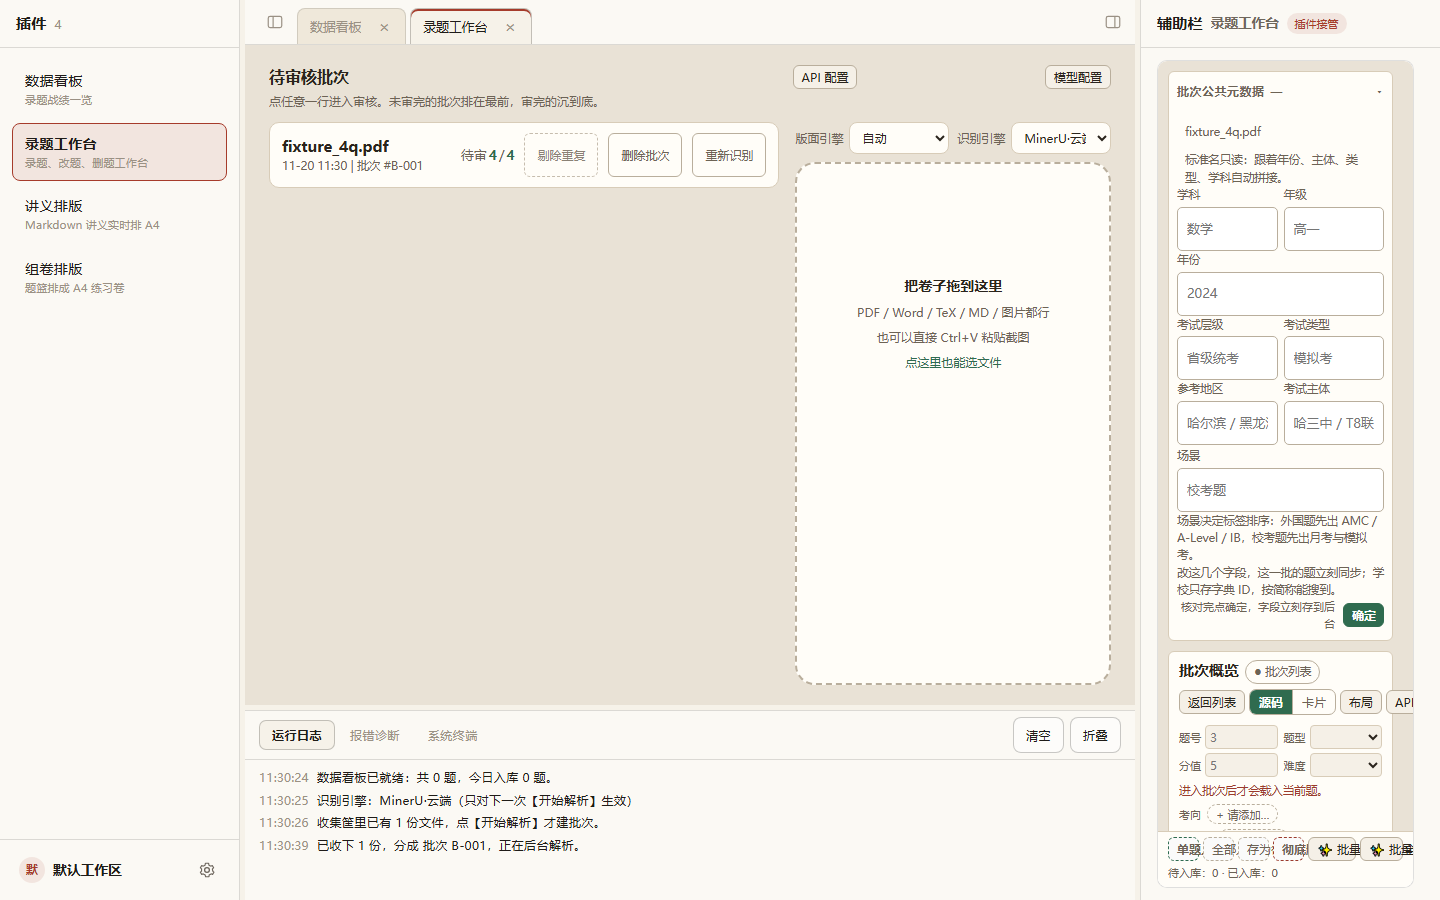 插件 4
数据看板
录题战绩一览
录题工作台
录题、改题、删题工作台
讲义排版
Markdown 讲义实时排 A4
组卷排版
题篮排成 A4 练习卷
默 默认工作区
数据看板 ×
录题工作台 ×
待审核批次
点任意一行进入审核。未审完的批次排在最前，审完的沉到底。
API 配置
模型配置
fixture_4q.pdf
11-20 11:30 | 批次 #B-001
待审 4 / 4
剔除重复
删除批次
重新识别
版面引擎 自动
识别引擎 MinerU·云端
把卷子拖到这里
PDF / Word / TeX / MD / 图片都行
也可以直接 Ctrl+V 粘贴截图
点这里也能选文件
运行日志 报错诊断 系统终端
清空 折叠
11:30:24 数据看板已就绪：共 0 题，今日入库 0 题。
11:30:25 识别引擎：MinerU·云端（只对下一次【开始解析】生效）
11:30:26 收集筐里已有 1 份文件，点【开始解析】才建批次。
11:30:39 已收下 1 份，分成 批次 B-001，正在后台解析。
辅助栏 录题工作台 插件接管
批次公共元数据 —
fixture_4q.pdf
标准名只读：跟着年份、主体、类
型、学科自动拼接。
学科 年级
数学 高一
年份
2024
考试层级 考试类型
省级统考 模拟考
参考地区 考试主体
哈尔滨 / 黑龙 哈三中 / T8联
场景
校考题
场景决定标签排序：外国题先出 AMC /
A-Level / IB，校考题先出月考与模拟
考。
改这几个字段，这一批的题立刻同步；学
校只存字典 ID，按简称能搜到。
核对完点确定，字段立刻存到后
台
确定
批次概览 ● 批次列表
返回列表 源码 卡片 布局 API
题号 3 题型
分值 5 难度
进入批次后才会载入当前题。
考向 + 请添加...
单题 全部 存为 彻底 ✨ 批量 ✨ 批量
待入库：0 · 已入库：0